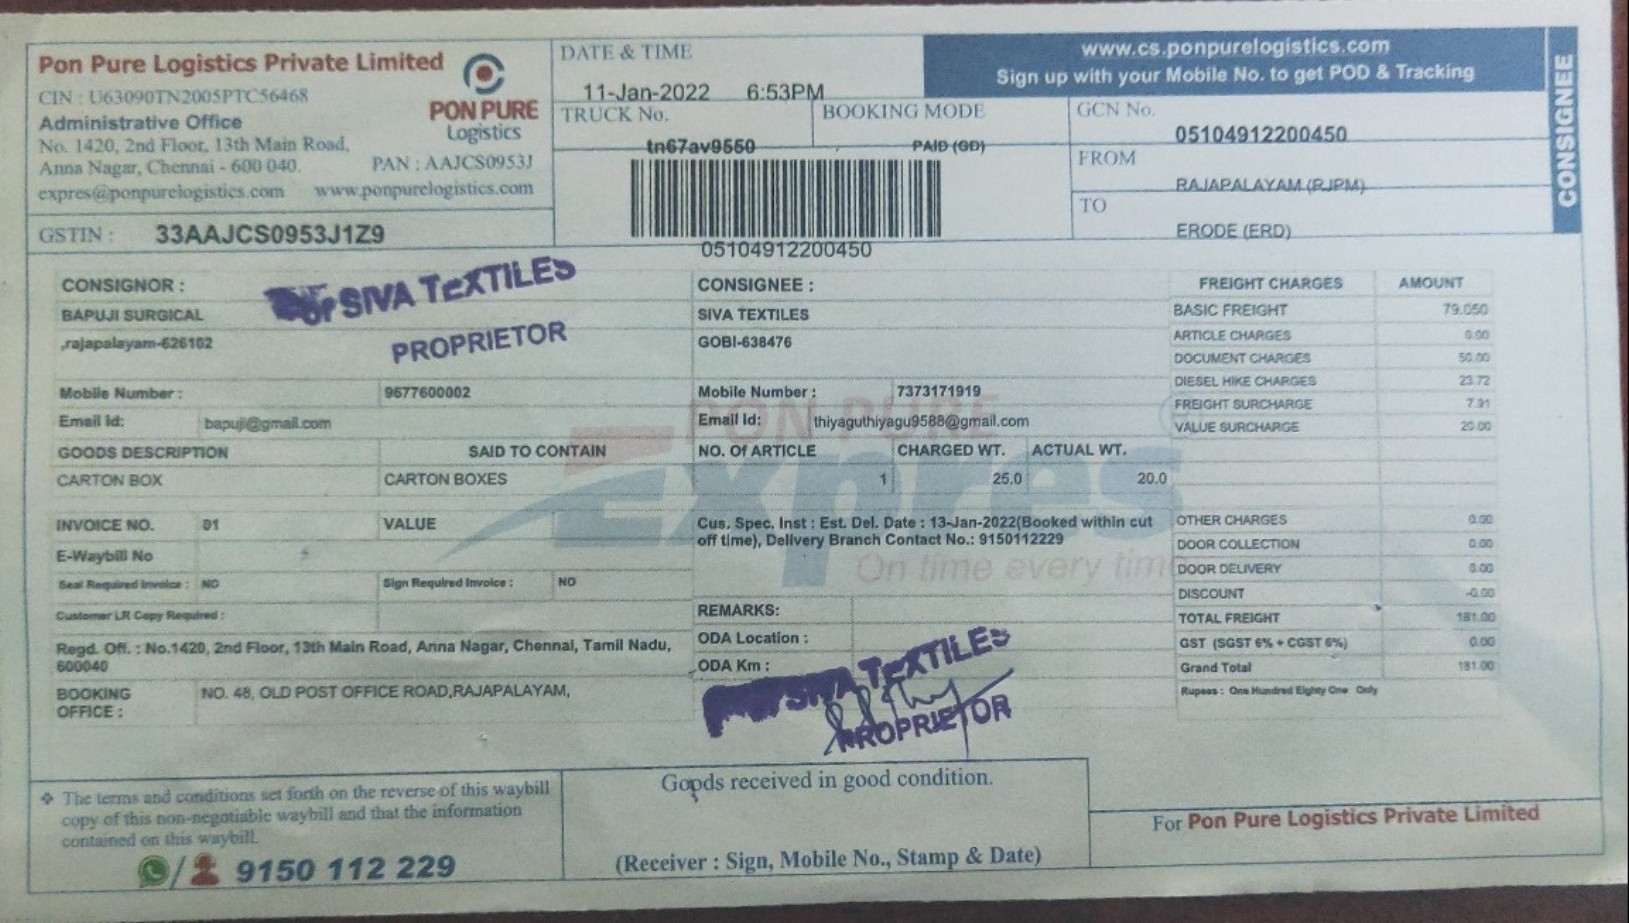 Pon Pure Logistics Private Limited
CIN : U63090TN2005PTC56468
Administrative Office
No. 1420, 2nd Floor, 13th Main Road,
Anna Nagar, Chennai - 600 040.
PAN : AAJCS0953J
expres@ponpurelogistics.com www.ponpurelogistics.com
PON PURE
Logistics
GSTIN : 33AAJCS0953J1Z9
DATE & TIME
11-Jan-2022 6:53PM
TRUCK No.
tn67av9550
BOOKING MODE
PAID (GD)
05104912200450
www.cs.ponpurelogistics.com
Sign up with your Mobile No. to get POD & Tracking
GCN No.
05104912200450
FROM
RAJAPALAYAM (RJPM)
TO
ERODE (ERD)
CONSIGNEE
CONSIGNOR :
BAPUJI SURGICAL
,rajapalayam-626102
SIVA TEXTILES
PROPRIETOR
Mobile Number : 9677600002
Email Id: bapuji@gmail.com
CONSIGNEE :
SIVA TEXTILES
GOBI-638476
Mobile Number : 7373171919
Email Id: thiyaguthiyagu9588@gmail.com
GOODS DESCRIPTION SAID TO CONTAIN NO. Of ARTICLE CHARGED WT. ACTUAL WT.
CARTON BOX CARTON BOXES 1 25.0 20.0
PON PURE
Expres
On time every tim
INVOICE NO. 01 VALUE
E-Waybill No
Seal Required Invoice : NO Sign Required Invoice : NO
Customer LR Copy Required :
Regd. Off. : No.1420, 2nd Floor, 13th Main Road, Anna Nagar, Chennai, Tamil Nadu,
600040
BOOKING
OFFICE :
NO. 48, OLD POST OFFICE ROAD,RAJAPALAYAM,
Cus. Spec. Inst : Est. Del. Date : 13-Jan-2022(Booked within cut
off time), Delivery Branch Contact No.: 9150112229
REMARKS:
ODA Location :
ODA Km :
SIVA TEXTILES
PROPRIETOR
FREIGHT CHARGES AMOUNT
BASIC FREIGHT 79.050
ARTICLE CHARGES 0.00
DOCUMENT CHARGES 50.00
DIESEL HIKE CHARGES 23.72
FREIGHT SURCHARGE 7.91
VALUE SURCHARGE 20.00
OTHER CHARGES 0.00
DOOR COLLECTION 0.00
DOOR DELIVERY 0.00
DISCOUNT -0.00
TOTAL FREIGHT 181.00
GST (SGST 6% + CGST 6%) 0.00
Grand Total 181.00
Rupees : One Hundred Eighty One Only
❖ The terms and conditions set forth on the reverse of this waybill
copy of this non-negotiable waybill and that the information
contained on this waybill.
9150 112 229
Goods received in good condition.
(Receiver : Sign, Mobile No., Stamp & Date)
For Pon Pure Logistics Private Limited